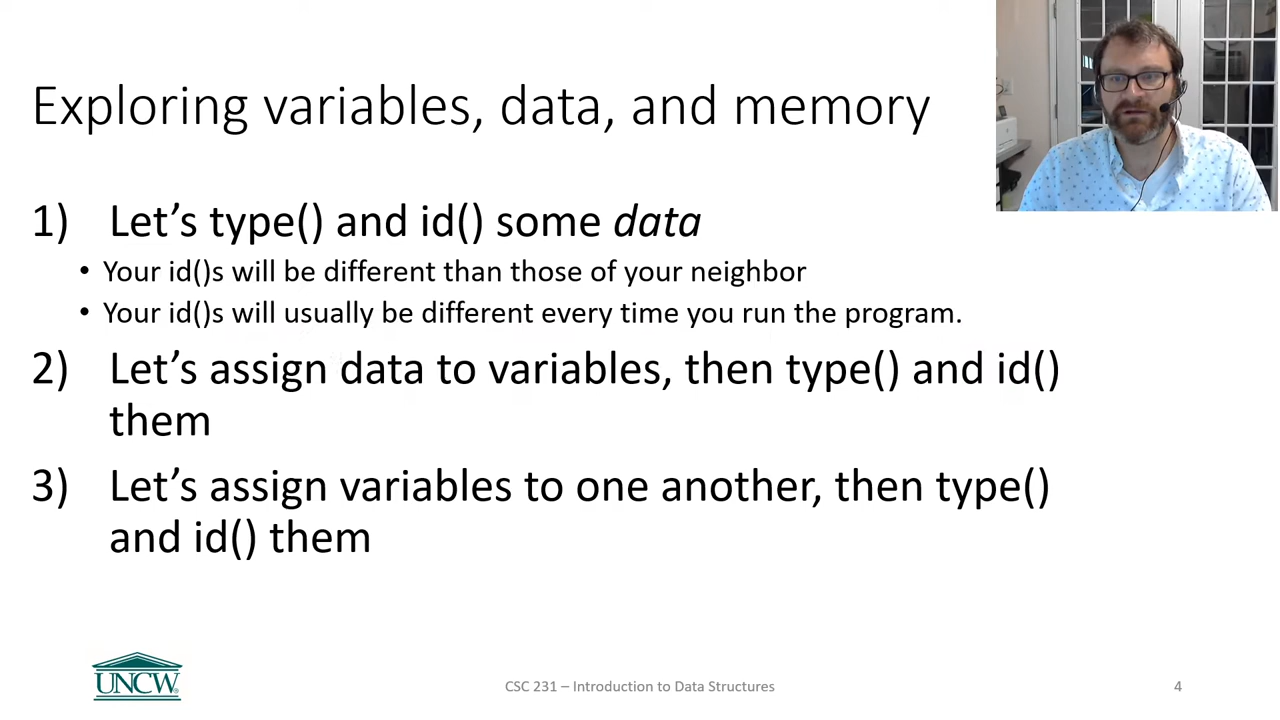 Exploring variables, data, and memory
1) Let’s type() and id() some data
• Your id()s will be different than those of your neighbor
• Your id()s will usually be different every time you run the program.
2) Let’s assign data to variables, then type() and id()
them
3) Let’s assign variables to one another, then type()
and id() them
UNCW
CSC 231 – Introduction to Data Structures
4